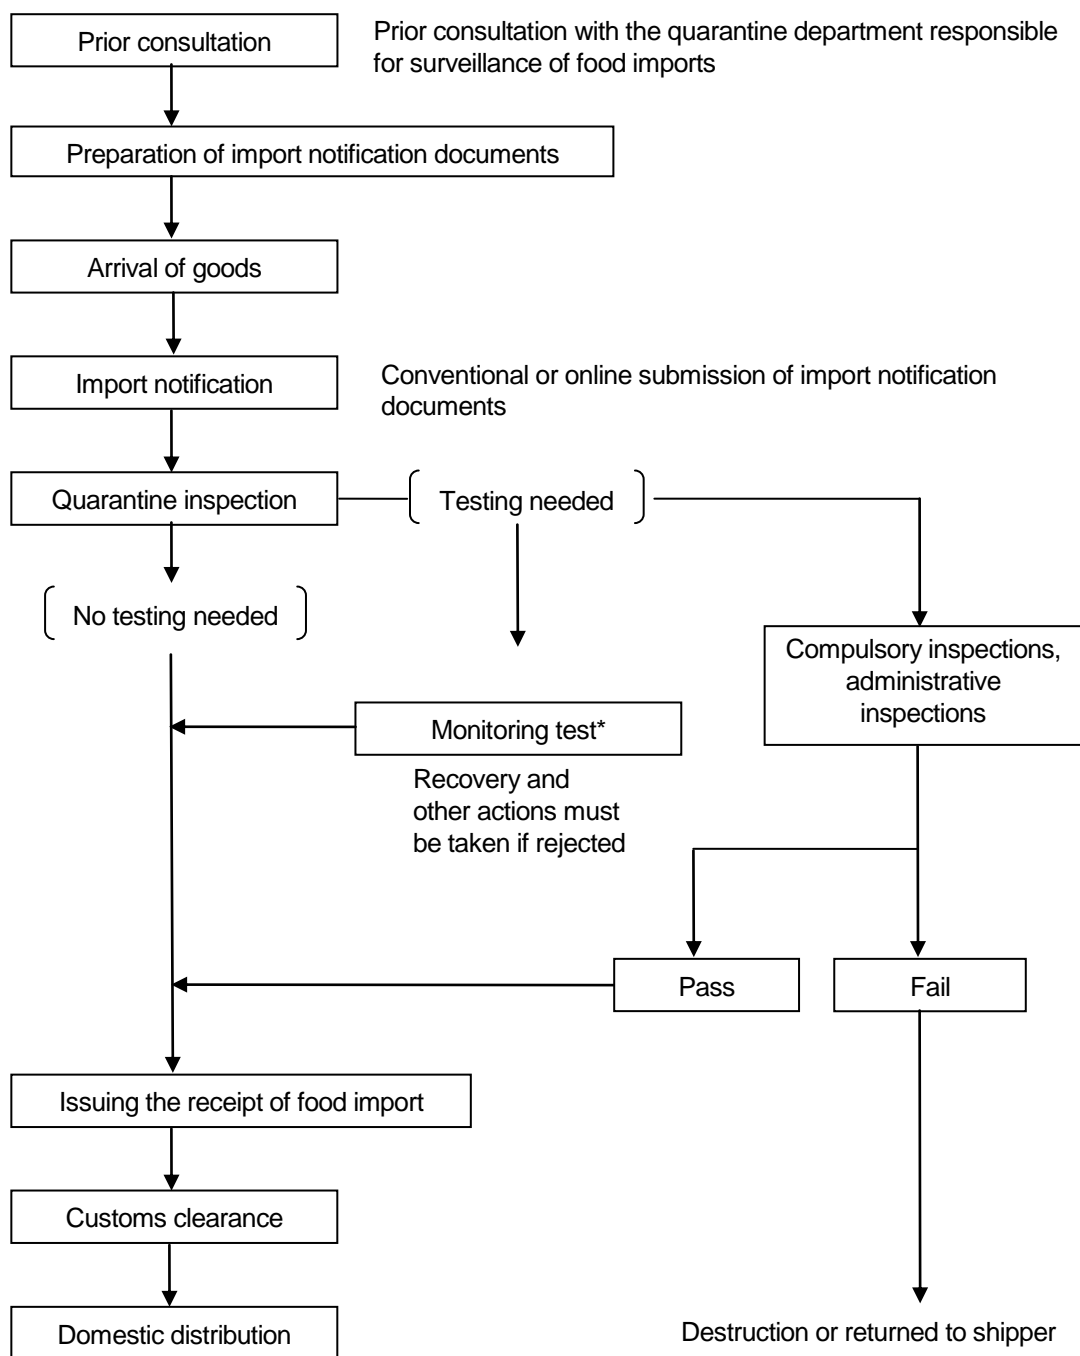 Prior consultation
Prior consultation with the quarantine department responsible
for surveillance of food imports
Preparation of import notification documents
Arrival of goods
Import notification
Conventional or online submission of import notification
documents
Quarantine inspection
Testing needed
No testing needed
Compulsory inspections,
administrative
inspections
Monitoring test*
Recovery and
other actions must
be taken if rejected
Pass
Fail
Issuing the receipt of food import
Customs clearance
Domestic distribution
Destruction or returned to shipper